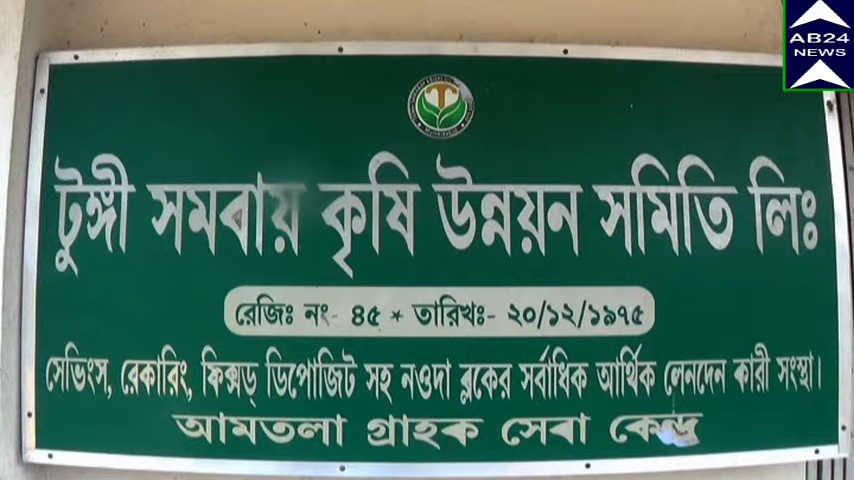 AB24
NEWS
টুঙ্গী সমবায় কৃষি উন্নয়ন সমিতি লিঃ
রেজিঃ নং- ৪৫ * তারিখঃ- ২০/১২/১৯৭৫
সেভিংস, রেকারিং, ফিক্সড্ ডিপোজিট সহ নওদা ব্লকের সর্বাধিক আর্থিক লেনদেন কারী সংস্থা।
আমতলা গ্রাহক সেবা কেন্দ্র